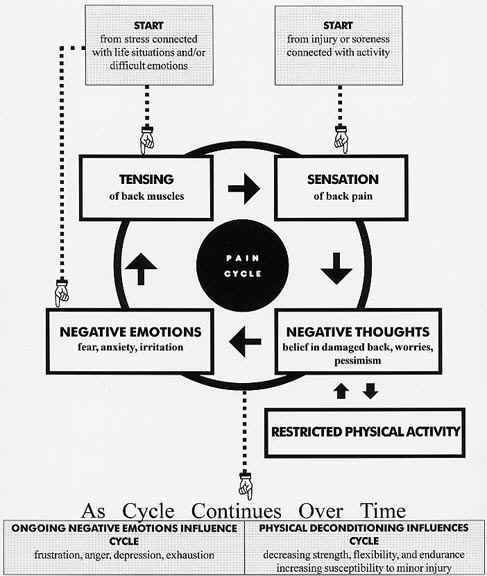 START
from stress connected
with life situations and/or
difficult emotions
START
from injury or soreness
connected with activity
TENSING
of back muscles
SENSATION
of back pain
PAIN
CYCLE
NEGATIVE EMOTIONS
fear, anxiety, irritation
NEGATIVE THOUGHTS
belief in damaged back, worries,
pessimism
RESTRICTED PHYSICAL ACTIVITY
As Cycle Continues Over Time
ONGOING NEGATIVE EMOTIONS INFLUENCE
CYCLE
frustration, anger, depression, exhaustion
PHYSICAL DECONDITIONING INFLUENCES
CYCLE
decreasing strength, flexibility, and endurance
increasing susceptibility to minor injury